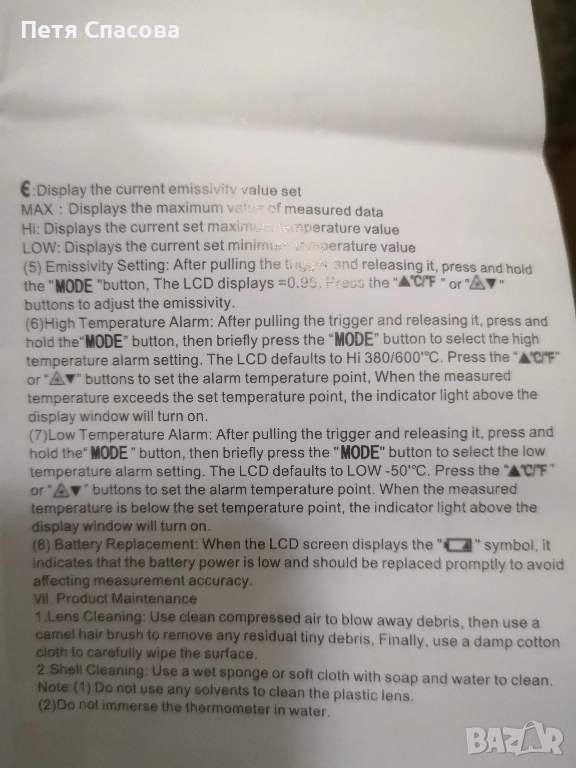 Петя Спасова
Є:Display the current emissivity value set
MAX : Displays the maximum value of measured data
Hi: Displays the current set maximum temperature value
LOW: Displays the current set minimum temperature value
(5) Emissivity Setting: After pulling the trigger and releasing it, press and hold
the "MODE "button, The LCD displays =0.95. Press the "▲℃/℉ " or "⚠▼"
buttons to adjust the emissivity.
(6)High Temperature Alarm: After pulling the trigger and releasing it, press and
hold the"MODE" button, then briefly press the "MODE" button to select the high
temperature alarm setting. The LCD defaults to Hi 380/600'"C. Press the "▲℃/℉"
or "⚠▼" buttons to set the alarm temperature point, When the measured
temperature exceeds the set temperature point, the indicator light above the
display window will turn on.
(7)Low Temperature Alarm: After pulling the trigger and releasing it, press and
hold the" MODE " button, then briefly press the "MODE" button to select the low
temperature alarm setting. The LCD defaults to LOW -50'"C. Press the "▲℃/℉"
or "⚠▼" buttons to set the alarm temperature point. When the measured
temperature is below the set temperature point, the indicator light above the
display window will turn on.
(8) Battery Replacement: When the LCD screen displays the " " symbol, it
indicates that the battery power is low and should be replaced promptly to avoid
affecting measurement accuracy.
VII. Product Maintenance
1.Lens Cleaning: Use clean compressed air to blow away debris, then use a
camel hair brush to remove any residual tiny debris, Finally, use a damp cotton
cloth to carefully wipe the surface.
2.Shell Cleaning: Use a wet sponge or soft cloth with soap and water to clean.
Note:(1) Do not use any solvents to clean the plastic lens.
(2)Do not immerse the thermometer in water.
BAZAR